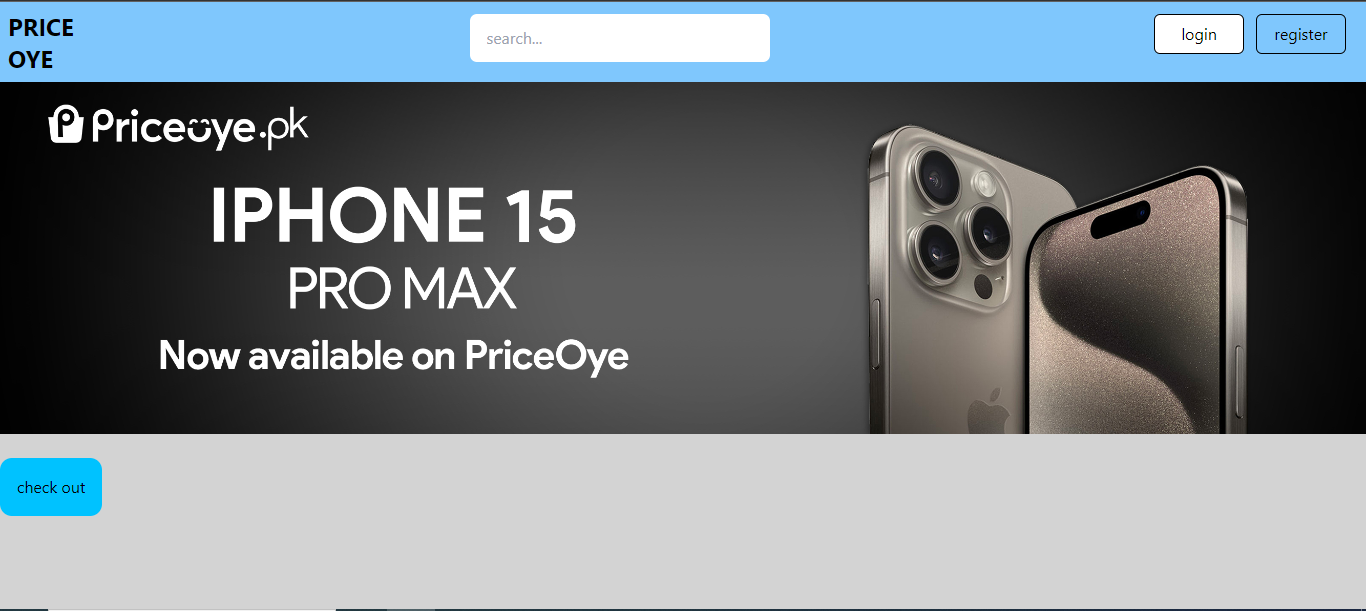 PRICE
OYE
search...
login
register
Priceoye.pk
IPHONE 15
PRO MAX
Now available on PriceOye
check out